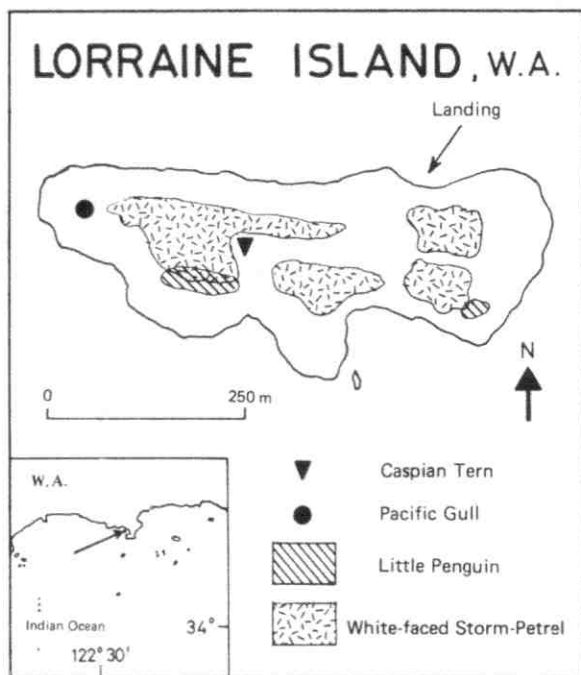 LORRAINE ISLAND, W.A.
Landing
N
0 250 m
Caspian Tern
Pacific Gull
Little Penguin
White-faced Storm-Petrel
W.A.
Indian Ocean
34°
122° 30'